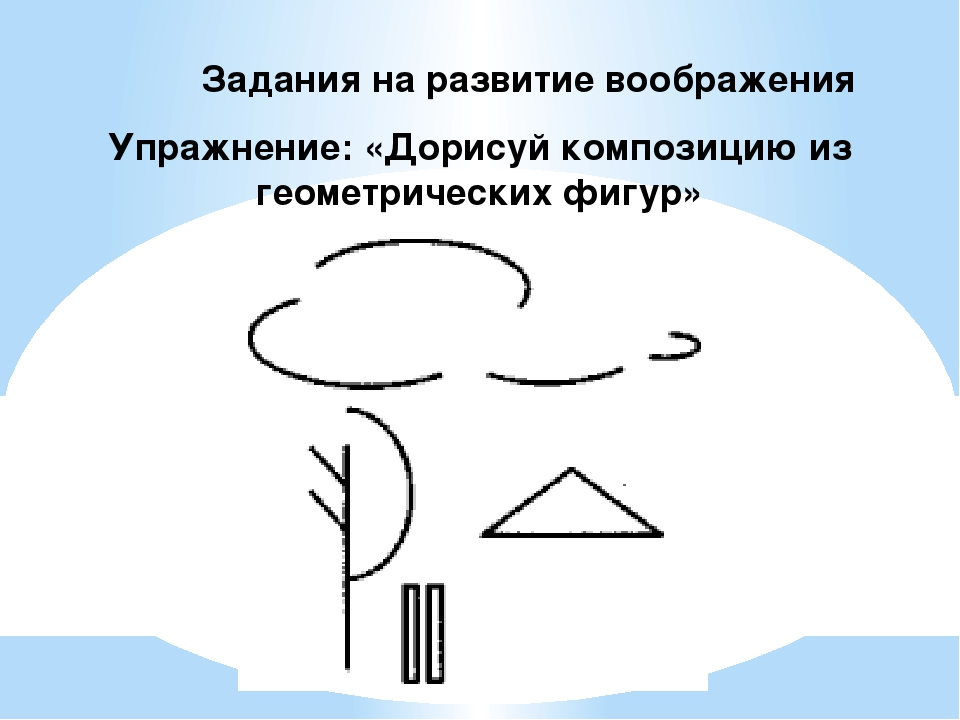 Задания на развитие воображения
Упражнение: «Дорисуй композицию из
геометрических фигур»